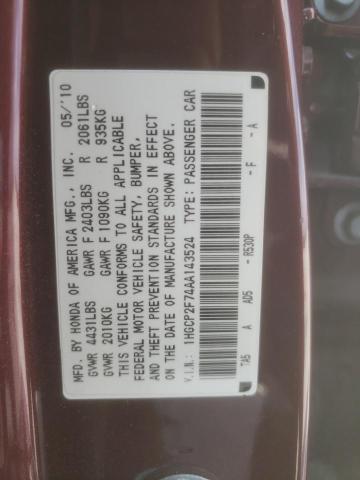 MFD. BY HONDA OF AMERICA MFG., INC. 05/'10
GVWR 4431LBS GAWR F 2403LBS R 2061LBS
GVWR 2010KG GAWR F 1090KG R 935KG
THIS VEHICLE CONFORMS TO ALL APPLICABLE
FEDERAL MOTOR VEHICLE SAFETY, BUMPER,
AND THEFT PREVENTION STANDARDS IN EFFECT
ON THE DATE OF MANUFACTURE SHOWN ABOVE.
V.I.N.: 1HGCP2F74AA143524 TYPE: PASSENGER CAR
TA5 A AD5 - R530P - F - A